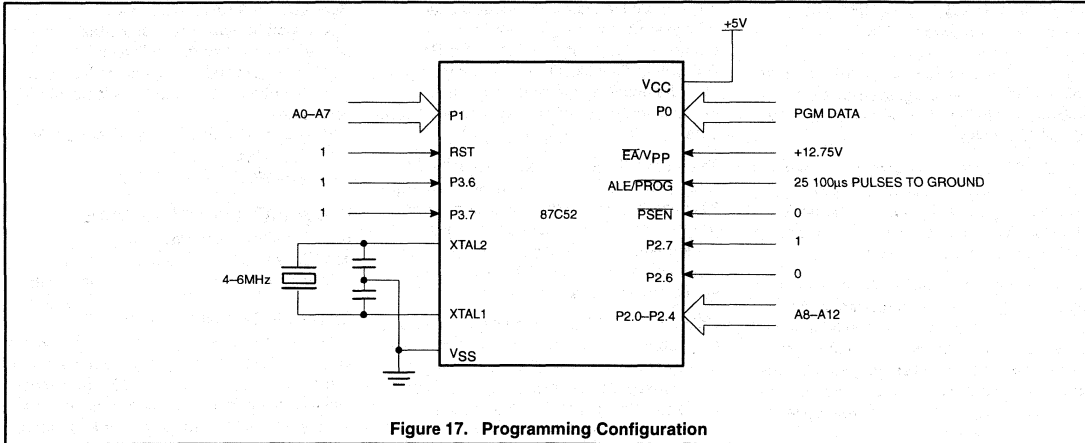 +5V
VCC
A0–A7
P1
P0
PGM DATA
1
RST
EA/VPP
+12.75V
1
P3.6
ALE/PROG
25 100µs PULSES TO GROUND
1
P3.7
87C52
PSEN
0
XTAL2
P2.7
1
4–6MHz
P2.6
0
XTAL1
P2.0–P2.4
A8–A12
VSS
Figure 17. Programming Configuration